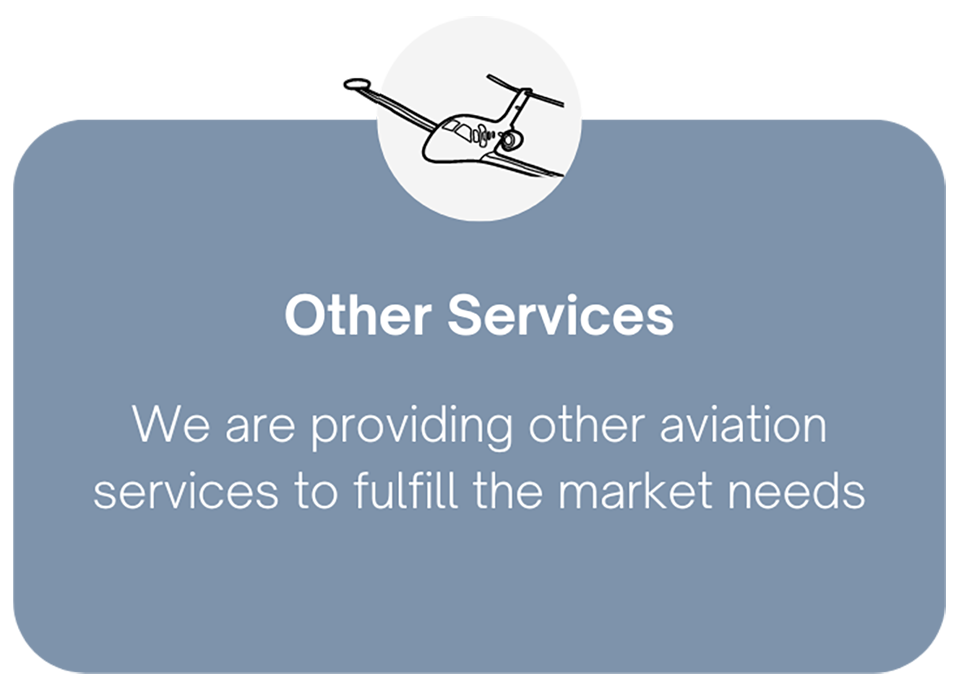 Other Services
We are providing other aviation
services to fulfill the market needs